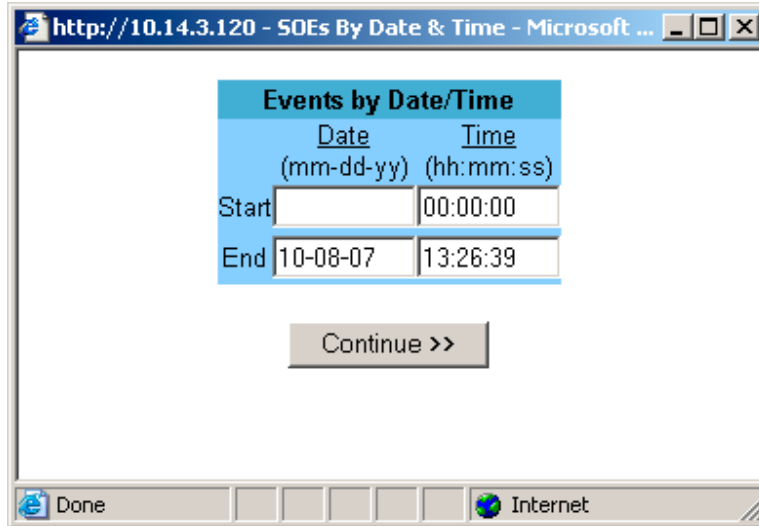 http://10.14.3.120 - SOEs By Date & Time - Microsoft ...
Events by Date/Time
Date Time
(mm-dd-yy) (hh:mm:ss)
Start 00:00:00
End 10-08-07 13:26:39
Continue >>
Done Internet